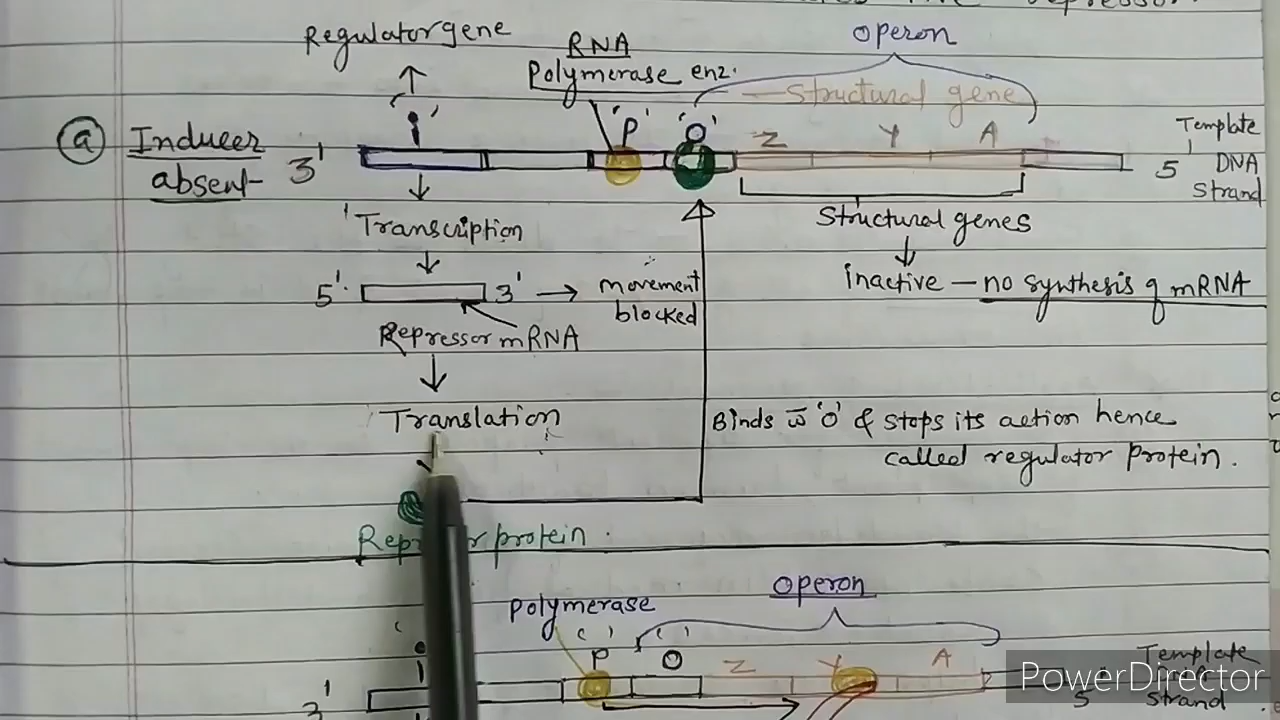 repressor.
Regulator gene
RNA
Polymerase enz.
Operon
Structural gene
'i'
'P'
'O'
Z Y A
(a) Inducer
absent
3'
5'
Template
DNA
Strand
Transcription
Structural genes
5' 3' → movement
blocked
Inactive — no synthesis of mRNA
Repressor mRNA
Translation
Binds w̄ 'O' & stops its action hence
called regulator protein.
protein.
Polymerase
Operon
i
P O Z Y A
3'
5'
Template
Strand
PowerDirector